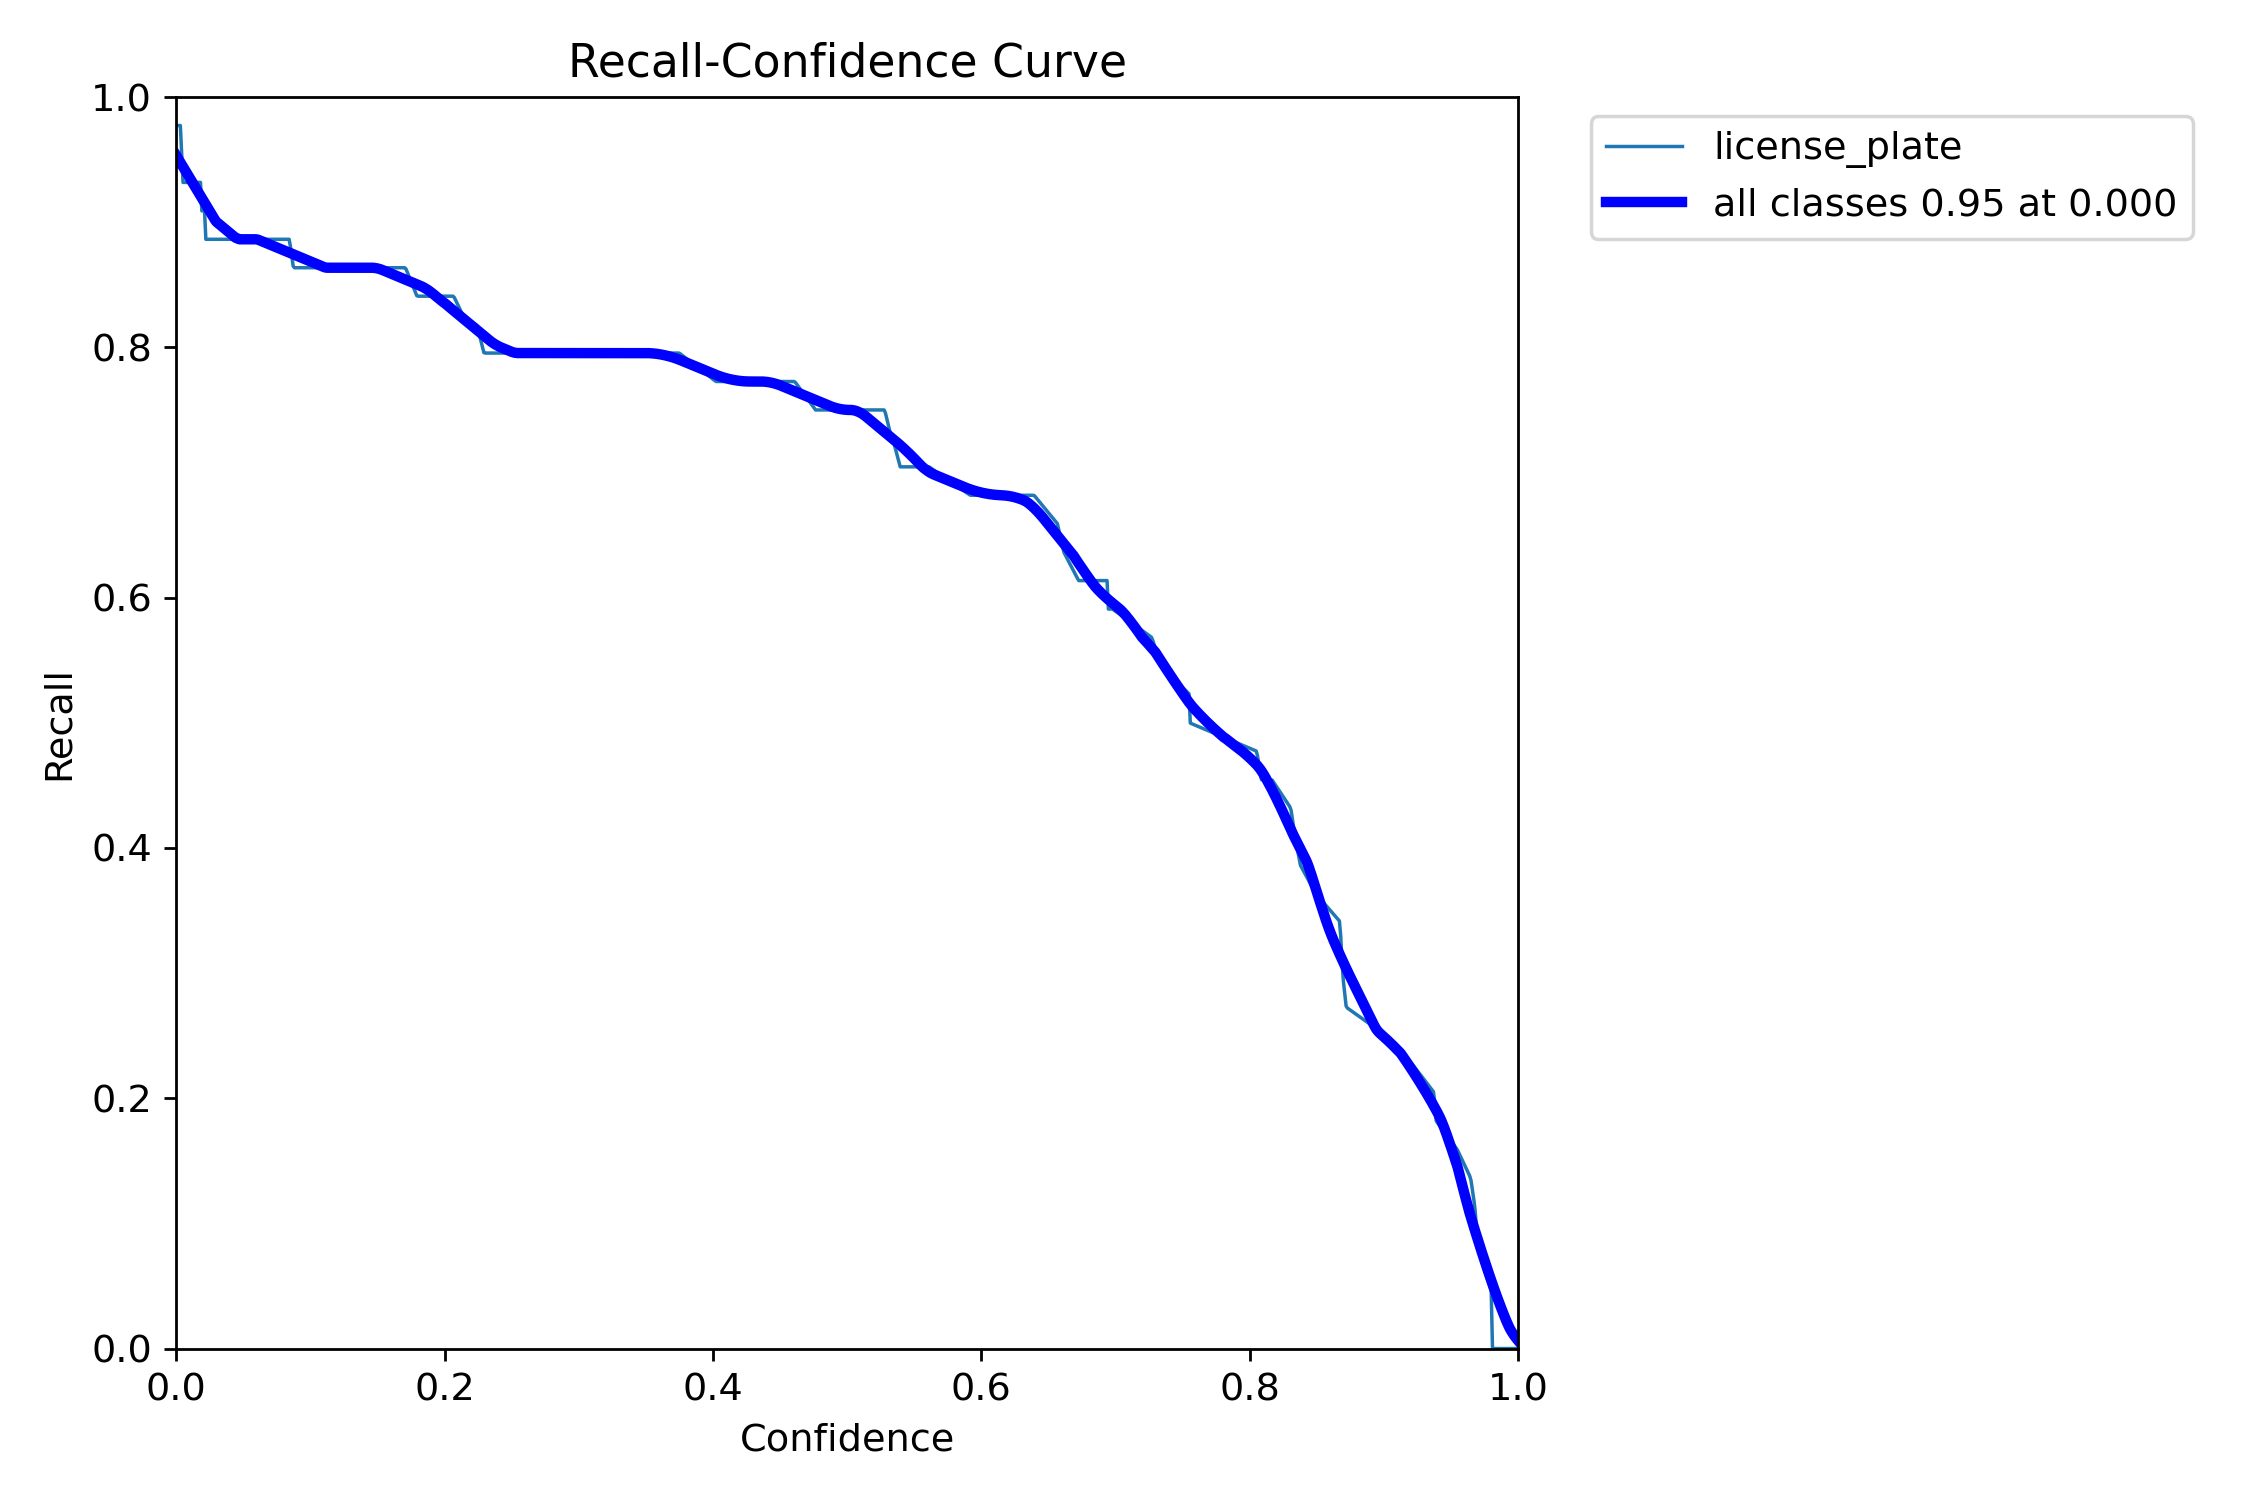 Recall-Confidence Curve
1.0
0.8
0.6
0.4
0.2
0.0
Recall
0.0 0.2 0.4 0.6 0.8 1.0
Confidence
license_plate
all classes 0.95 at 0.000